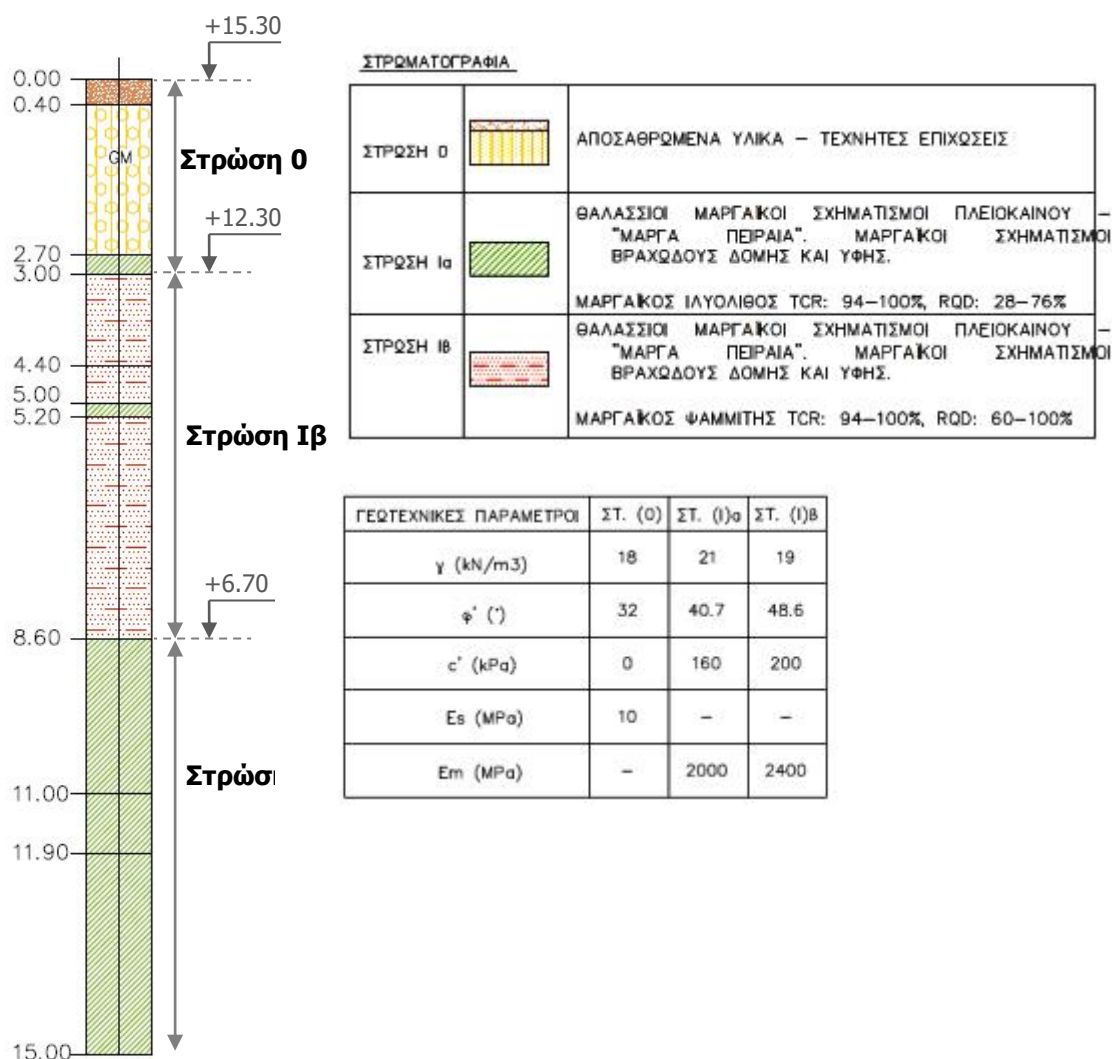 +15.30
0.00
0.40
GM
Στρώση 0
+12.30
2.70
3.00
4.40
5.00
5.20
Στρώση Ιβ
+6.70
8.60
Στρώσι
11.00
11.90
15.00
ΣΤΡΩΜΑΤΟΓΡΑΦΙΑ
ΣΤΡΩΣΗ 0
ΑΠΟΣΑΘΡΩΜΕΝΑ ΥΛΙΚΑ – ΤΕΧΝΗΤΕΣ ΕΠΙΧΩΣΕΙΣ
ΣΤΡΩΣΗ Ια
ΘΑΛΑΣΣΙΟΙ ΜΑΡΓΑΪΚΟΙ ΣΧΗΜΑΤΙΣΜΟΙ ΠΛΕΙΟΚΑΙΝΟΥ –
"ΜΑΡΓΑ ΠΕΙΡΑΙΑ". ΜΑΡΓΑΪΚΟΙ ΣΧΗΜΑΤΙΣΜΟΙ
ΒΡΑΧΩΔΟΥΣ ΔΟΜΗΣ ΚΑΙ ΥΦΗΣ.
ΜΑΡΓΑΪΚΟΣ ΙΛΥΟΛΙΘΟΣ TCR: 94–100%, RQD: 28–76%
ΣΤΡΩΣΗ Ιβ
ΘΑΛΑΣΣΙΟΙ ΜΑΡΓΑΪΚΟΙ ΣΧΗΜΑΤΙΣΜΟΙ ΠΛΕΙΟΚΑΙΝΟΥ –
"ΜΑΡΓΑ ΠΕΙΡΑΙΑ". ΜΑΡΓΑΪΚΟΙ ΣΧΗΜΑΤΙΣΜΟΙ
ΒΡΑΧΩΔΟΥΣ ΔΟΜΗΣ ΚΑΙ ΥΦΗΣ.
ΜΑΡΓΑΪΚΟΣ ΨΑΜΜΙΤΗΣ TCR: 94–100%, RQD: 60–100%
ΓΕΩΤΕΧΝΙΚΕΣ ΠΑΡΑΜΕΤΡΟΙ ΣΤ. (0) ΣΤ. (Ι)α ΣΤ. (Ι)β
γ (kN/m3) 18 21 19
φ' (°) 32 40.7 48.6
c' (kPa) 0 160 200
Es (MPa) 10 – –
Em (MPa) – 2000 2400